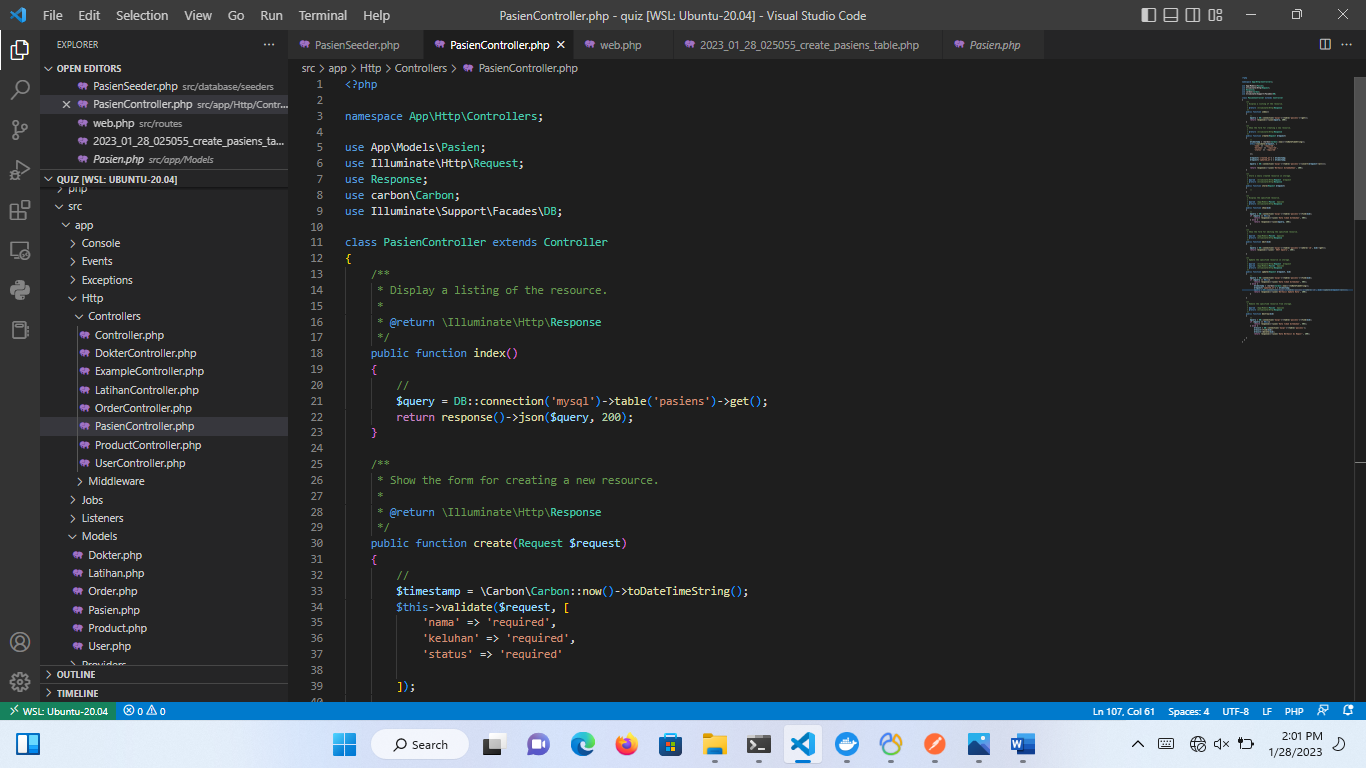 File Edit Selection View Go Run Terminal Help PasienController.php - quiz [WSL: Ubuntu-20.04] - Visual Studio Code
EXPLORER ...
OPEN EDITORS
PasienSeeder.php src/database/seeders
PasienController.php src/app/Http/Contr...
web.php src/routes
2023_01_28_025055_create_pasiens_ta...
Pasien.php src/app/Models
QUIZ [WSL: UBUNTU-20.04]
php
src
app
Console
Events
Exceptions
Http
Controllers
Controller.php
DokterController.php
ExampleController.php
LatihanController.php
OrderController.php
PasienController.php
ProductController.php
UserController.php
Middleware
Jobs
Listeners
Models
Dokter.php
Latihan.php
Order.php
Pasien.php
Product.php
User.php
Providers
OUTLINE
TIMELINE
PasienSeeder.php PasienController.php web.php 2023_01_28_025055_create_pasiens_table.php Pasien.php
src > app > Http > Controllers > PasienController.php
1 <?php
2
3 namespace App\Http\Controllers;
4
5 use App\Models\Pasien;
6 use Illuminate\Http\Request;
7 use Response;
8 use carbon\Carbon;
9 use Illuminate\Support\Facades\DB;
10
11 class PasienController extends Controller
12 {
13 /**
14 * Display a listing of the resource.
15 *
16 * @return \Illuminate\Http\Response
17 */
18 public function index()
19 {
20 //
21 $query = DB::connection('mysql')->table('pasiens')->get();
22 return response()->json($query, 200);
23 }
24
25 /**
26 * Show the form for creating a new resource.
27 *
28 * @return \Illuminate\Http\Response
29 */
30 public function create(Request $request)
31 {
32 //
33 $timestamp = \Carbon\Carbon::now()->toDateTimeString();
34 $this->validate($request, [
35 'nama' => 'required',
36 'keluhan' => 'required',
37 'status' => 'required'
38
39 ]);
40
WSL: Ubuntu-20.04 0 0 Ln 107, Col 61 Spaces: 4 UTF-8 LF PHP
Search
2:01 PM
1/28/2023